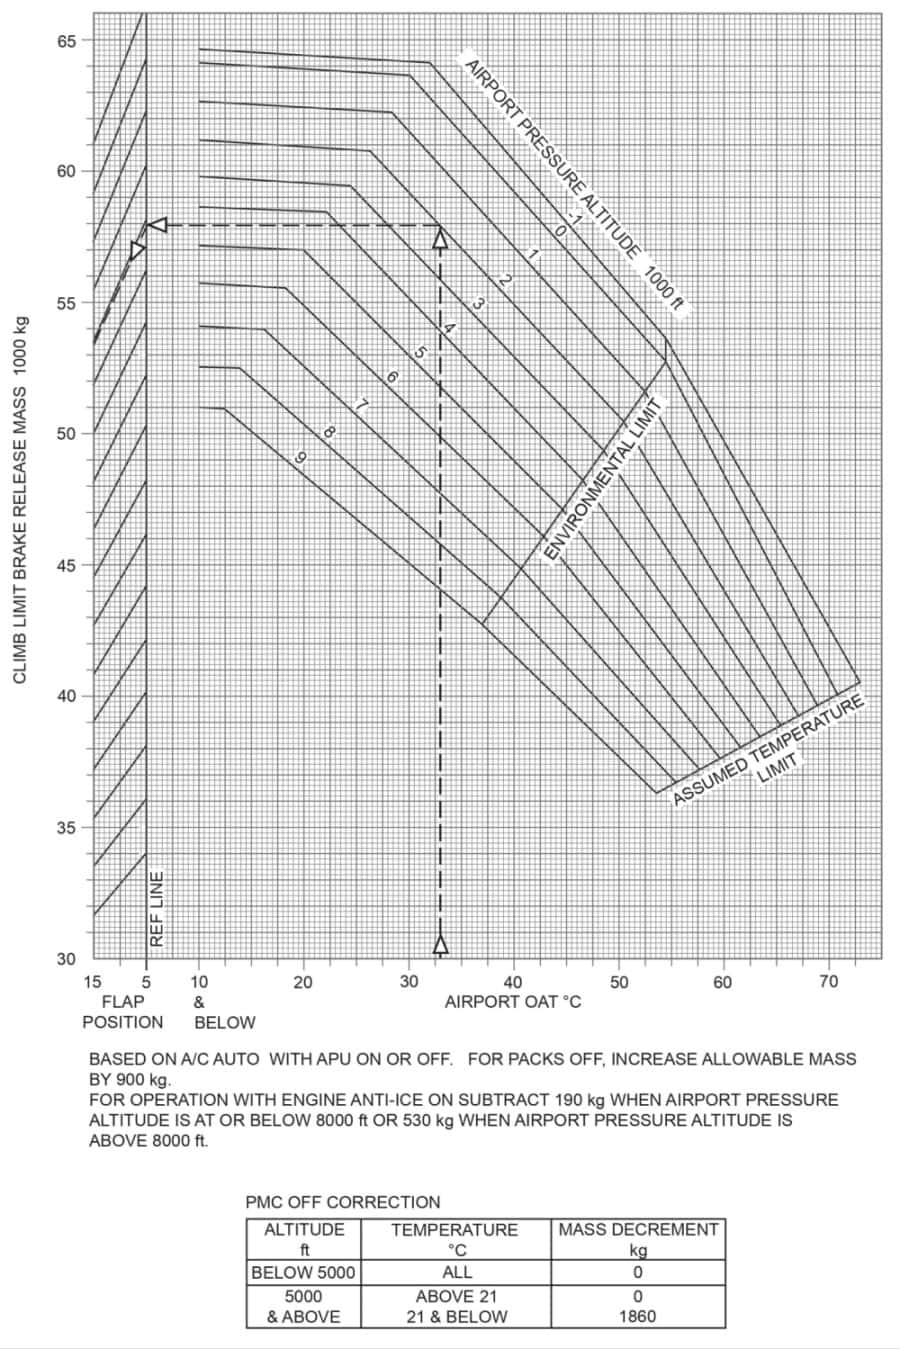 65
60
55
50
45
40
35
30
CLIMB LIMIT BRAKE RELEASE MASS 1000 kg
AIRPORT PRESSURE ALTITUDE 1000 ft
-1
0
1
2
3
4
5
6
7
8
9
ENVIRONMENTAL LIMIT
ASSUMED TEMPERATURE
LIMIT
REF LINE
15 5 10 20 30 40 50 60 70
FLAP & AIRPORT OAT °C
POSITION BELOW
BASED ON A/C AUTO WITH APU ON OR OFF. FOR PACKS OFF, INCREASE ALLOWABLE MASS
BY 900 kg.
FOR OPERATION WITH ENGINE ANTI-ICE ON SUBTRACT 190 kg WHEN AIRPORT PRESSURE
ALTITUDE IS AT OR BELOW 8000 ft OR 530 kg WHEN AIRPORT PRESSURE ALTITUDE IS
ABOVE 8000 ft.
PMC OFF CORRECTION
ALTITUDE TEMPERATURE MASS DECREMENT
ft °C kg
BELOW 5000 ALL 0
5000 ABOVE 21 0
& ABOVE 21 & BELOW 1860